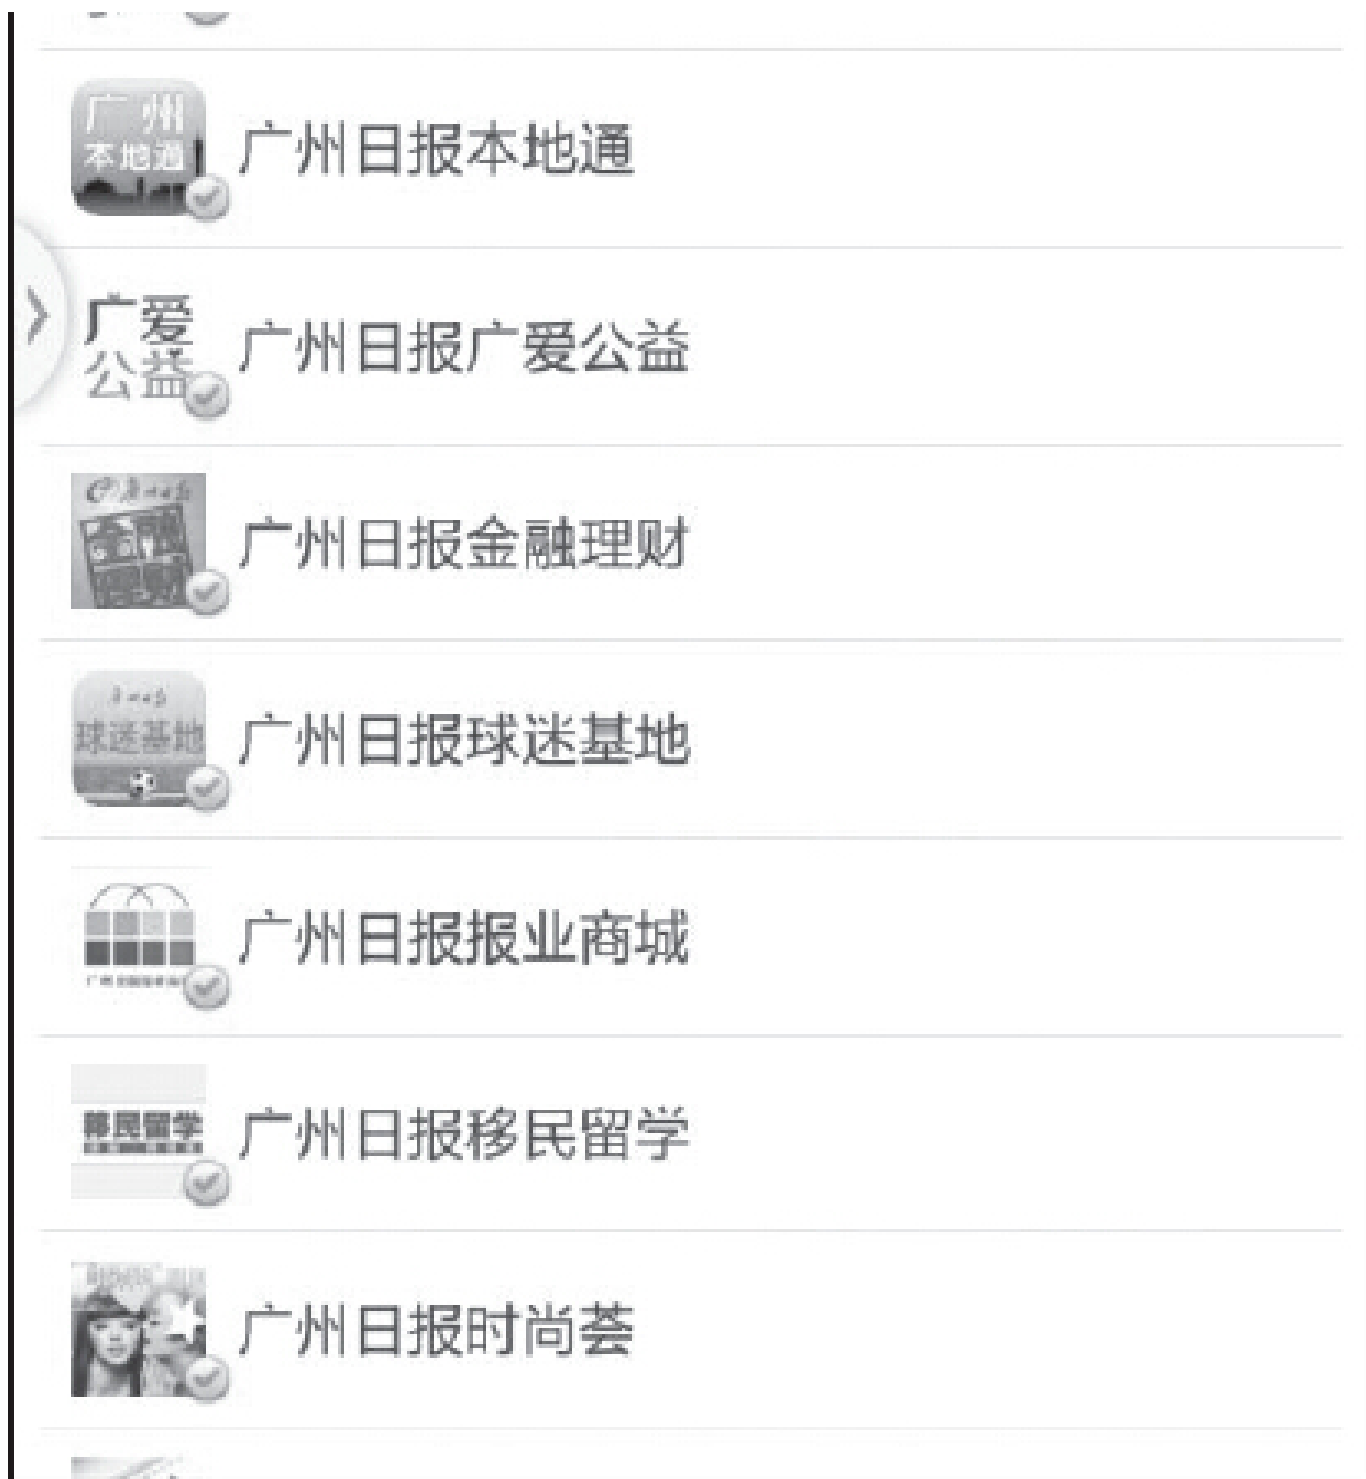 广州
本地通
广州日报本地通
广爱
公益
广州日报广爱公益
广州日报金融理财
球迷基地
广州日报球迷基地
广州日报报业商城
移民留学
广州日报移民留学
广州日报时尚荟